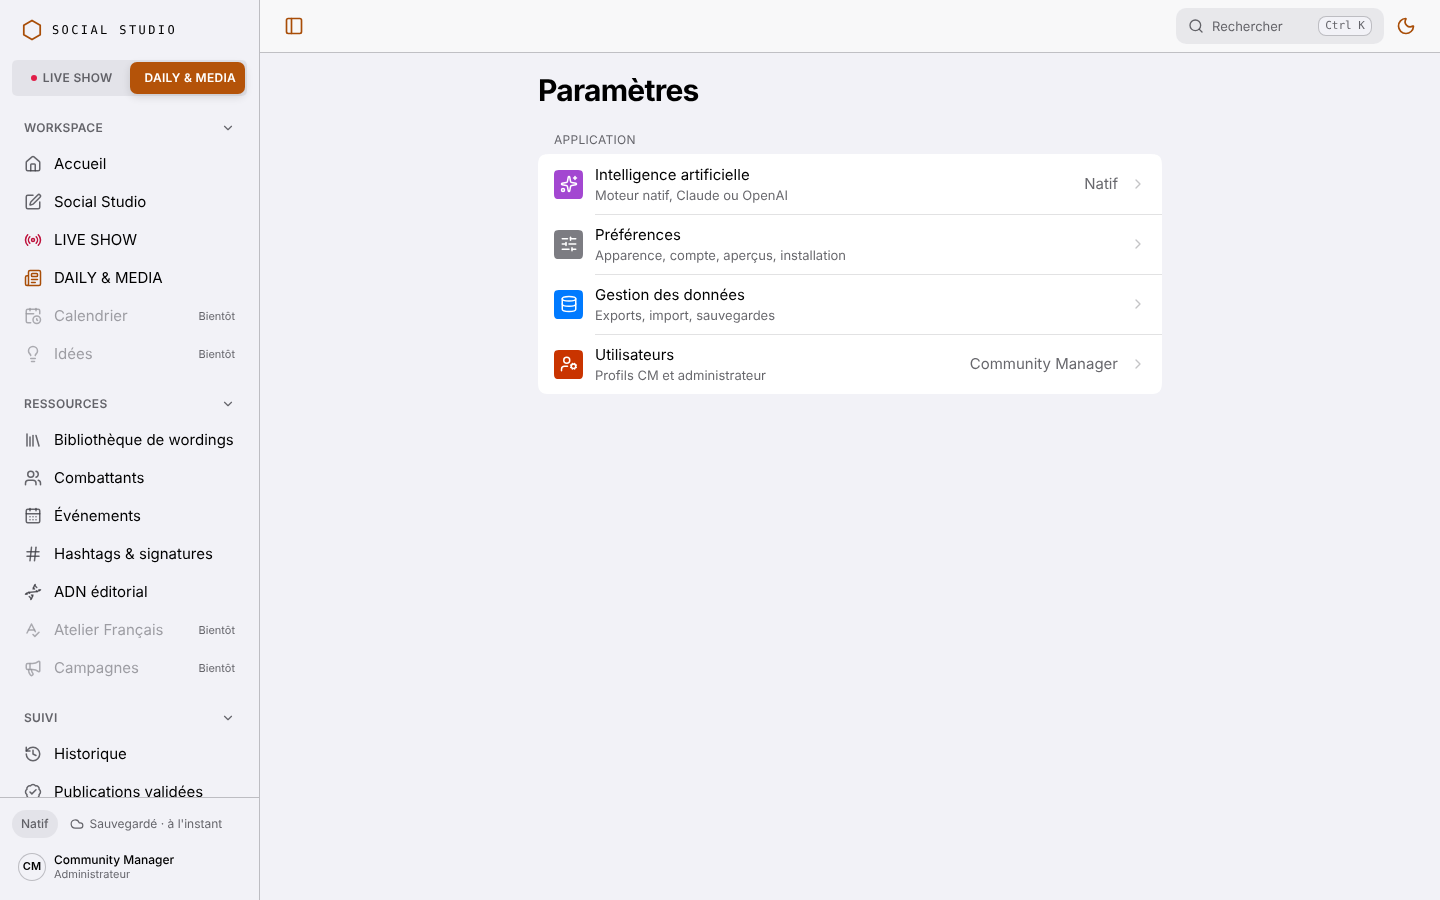 SOCIAL STUDIO
LIVE SHOW
DAILY & MEDIA
WORKSPACE
Accueil
Social Studio
LIVE SHOW
DAILY & MEDIA
Calendrier Bientôt
Idées Bientôt
RESSOURCES
Bibliothèque de wordings
Combattants
Événements
Hashtags & signatures
ADN éditorial
Atelier Français Bientôt
Campagnes Bientôt
SUIVI
Historique
Publications validées
Natif
Sauvegardé · à l'instant
CM
Community Manager
Administrateur
Rechercher Ctrl K
Paramètres
APPLICATION
Intelligence artificielle
Moteur natif, Claude ou OpenAI
Natif
Préférences
Apparence, compte, aperçus, installation
Gestion des données
Exports, import, sauvegardes
Utilisateurs
Profils CM et administrateur
Community Manager